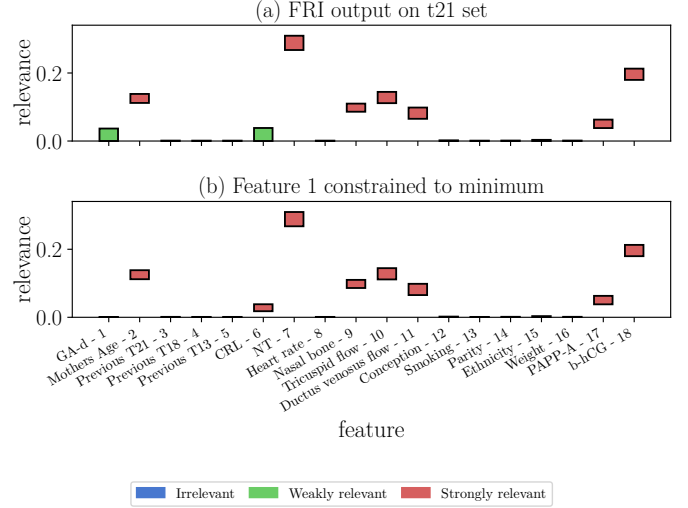 (a) FRI output on t21 set
relevance
0.2
0.0
(b) Feature 1 constrained to minimum
relevance
0.2
0.0
GA-d - 1
Mothers Age - 2
Previous T21 - 3
Previous T18 - 4
Previous T13 - 5
CRL - 6
NT - 7
Heart rate - 8
Nasal bone - 9
Tricuspid flow - 10
Ductus venosus flow - 11
Conception - 12
Smoking - 13
Parity - 14
Ethnicity - 15
Weight - 16
PAPP-A - 17
b-hCG - 18
feature
Irrelevant Weakly relevant Strongly relevant